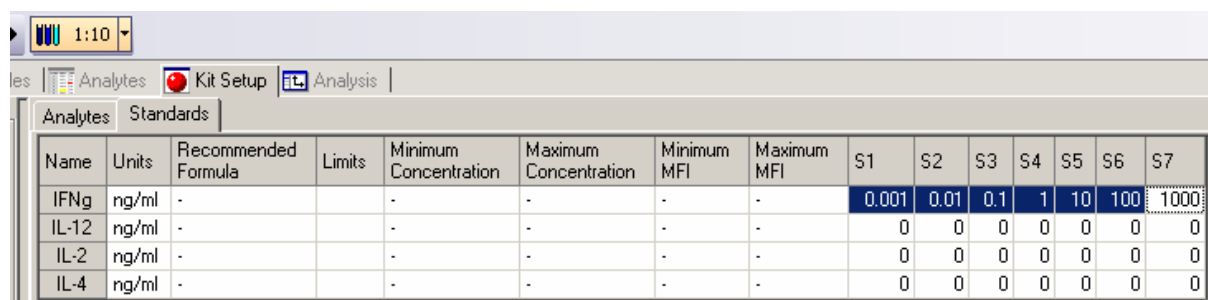 1:10
les Analytes Kit Setup Analysis
Analytes Standards
Name Units Recommended Formula Limits Minimum Concentration Maximum Concentration Minimum MFI Maximum MFI S1 S2 S3 S4 S5 S6 S7
IFNg ng/ml - - - - - 0.001 0.01 0.1 1 10 100 1000
IL-12 ng/ml - - - - - 0 0 0 0 0 0 0
IL-2 ng/ml - - - - - 0 0 0 0 0 0 0
IL-4 ng/ml - - - - - 0 0 0 0 0 0 0